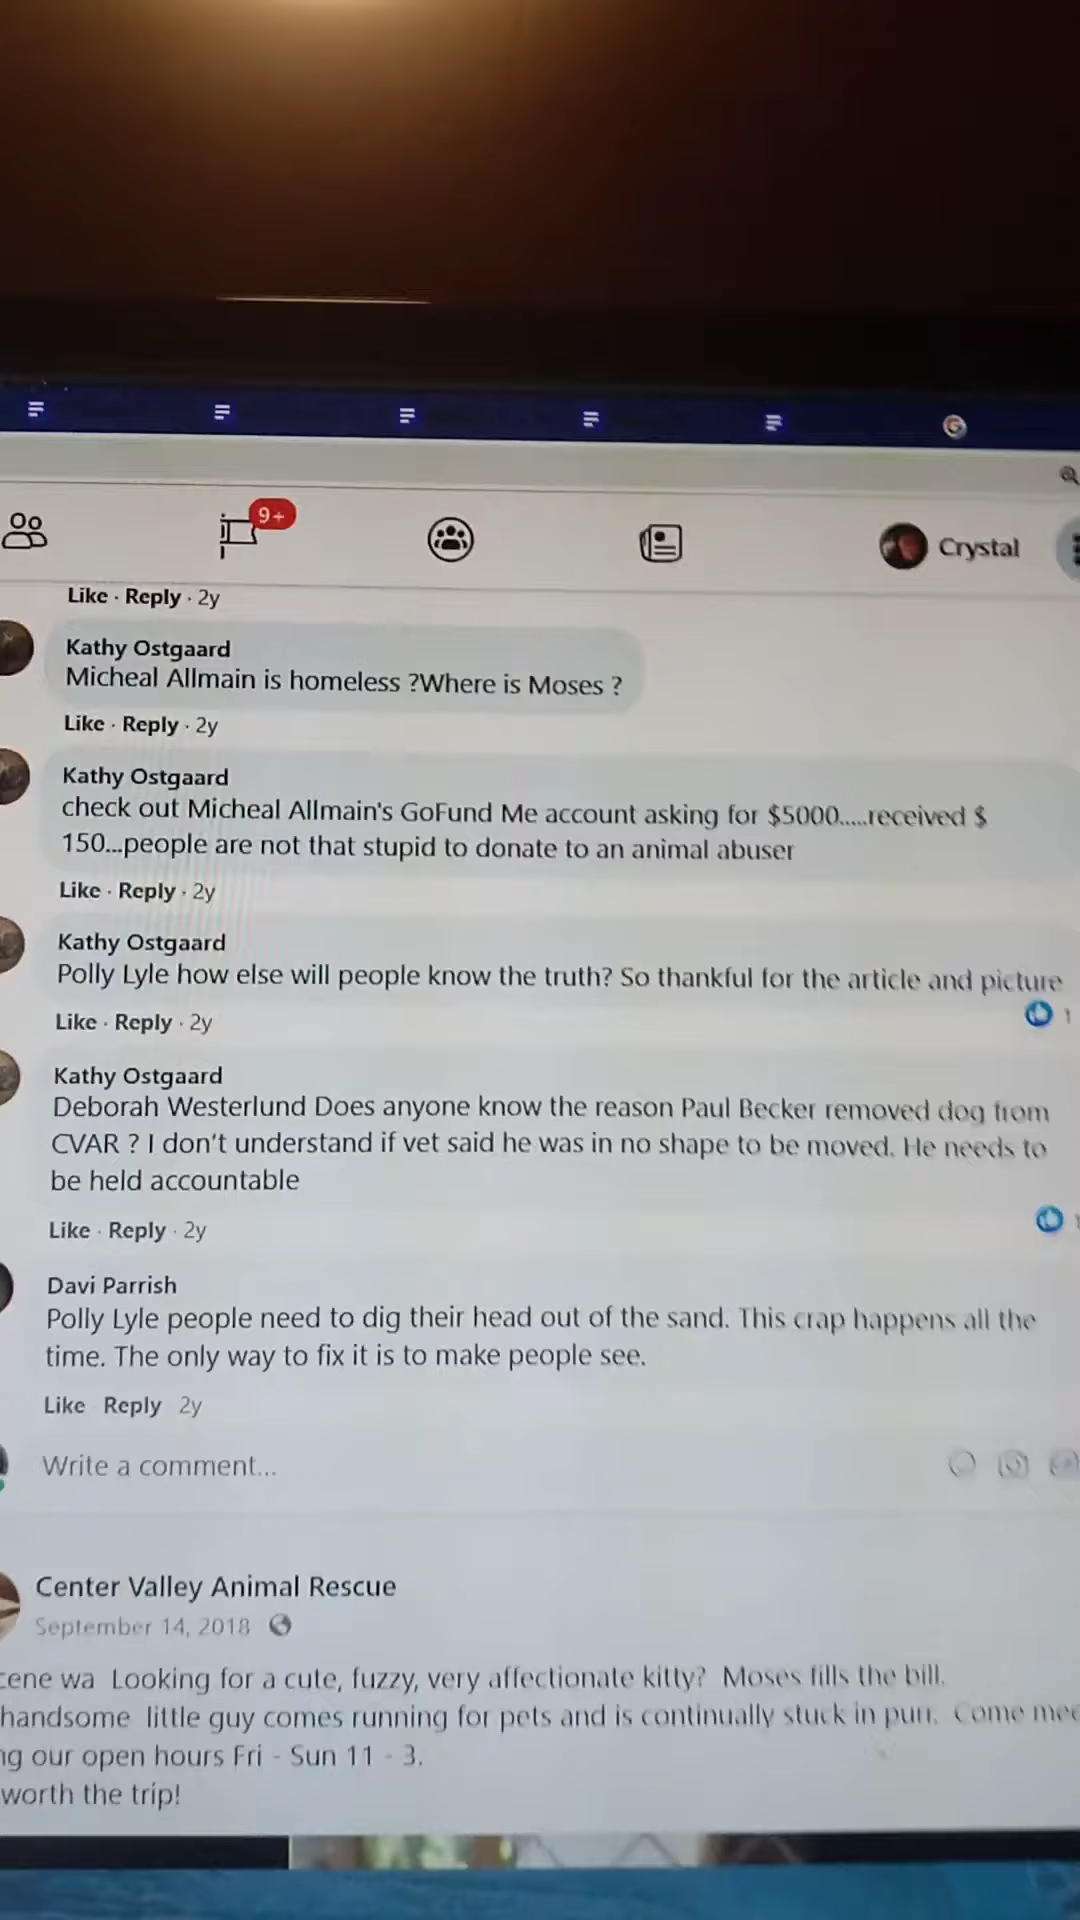 9+
Crystal
Like · Reply · 2y
Kathy Ostgaard
Micheal Allmain is homeless ?Where is Moses ?
Like · Reply · 2y
Kathy Ostgaard
check out Micheal Allmain's GoFund Me account asking for $5000.....received $
150...people are not that stupid to donate to an animal abuser
Like · Reply · 2y
Kathy Ostgaard
Polly Lyle how else will people know the truth? So thankful for the article and picture
1
Like · Reply · 2y
Kathy Ostgaard
Deborah Westerlund Does anyone know the reason Paul Becker removed dog from
CVAR ? I don't understand if vet said he was in no shape to be moved. He needs to
be held accountable
Like · Reply · 2y
Davi Parrish
Polly Lyle people need to dig their head out of the sand. This crap happens all the
time. The only way to fix it is to make people see.
Like Reply 2y
Write a comment...
Center Valley Animal Rescue
September 14, 2018
cene wa Looking for a cute, fuzzy, very affectionate kitty? Moses fills the bill.
handsome little guy comes running for pets and is continually stuck in purr. Come
ng our open hours Fri - Sun 11 - 3.
worth the trip!